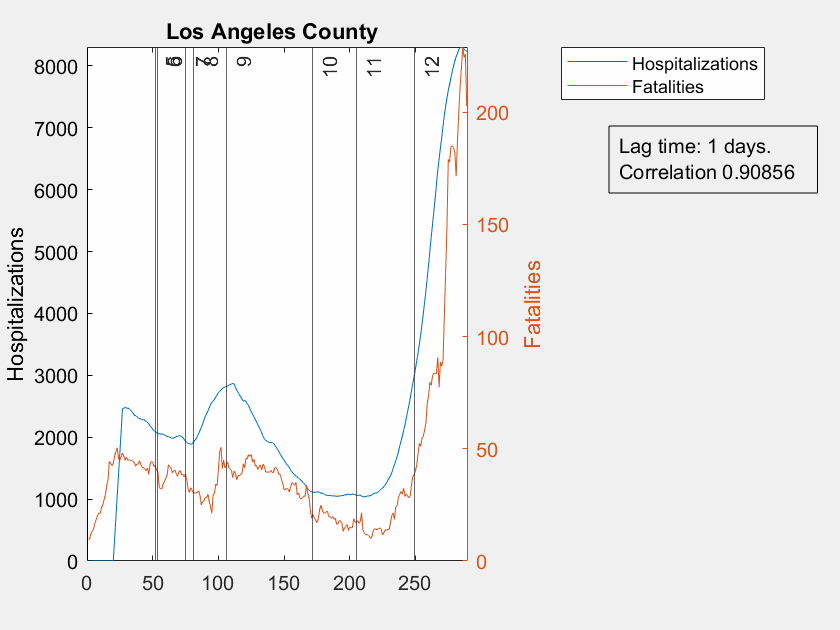 Los Angeles County
Hospitalizations
Fatalities
Lag time: 1 days.
Correlation 0.90856
5
6
7
8
9
10
11
12
8000
7000
6000
5000
4000
3000
2000
1000
0
Hospitalizations
200
150
100
50
0
Fatalities
0 50 100 150 200 250